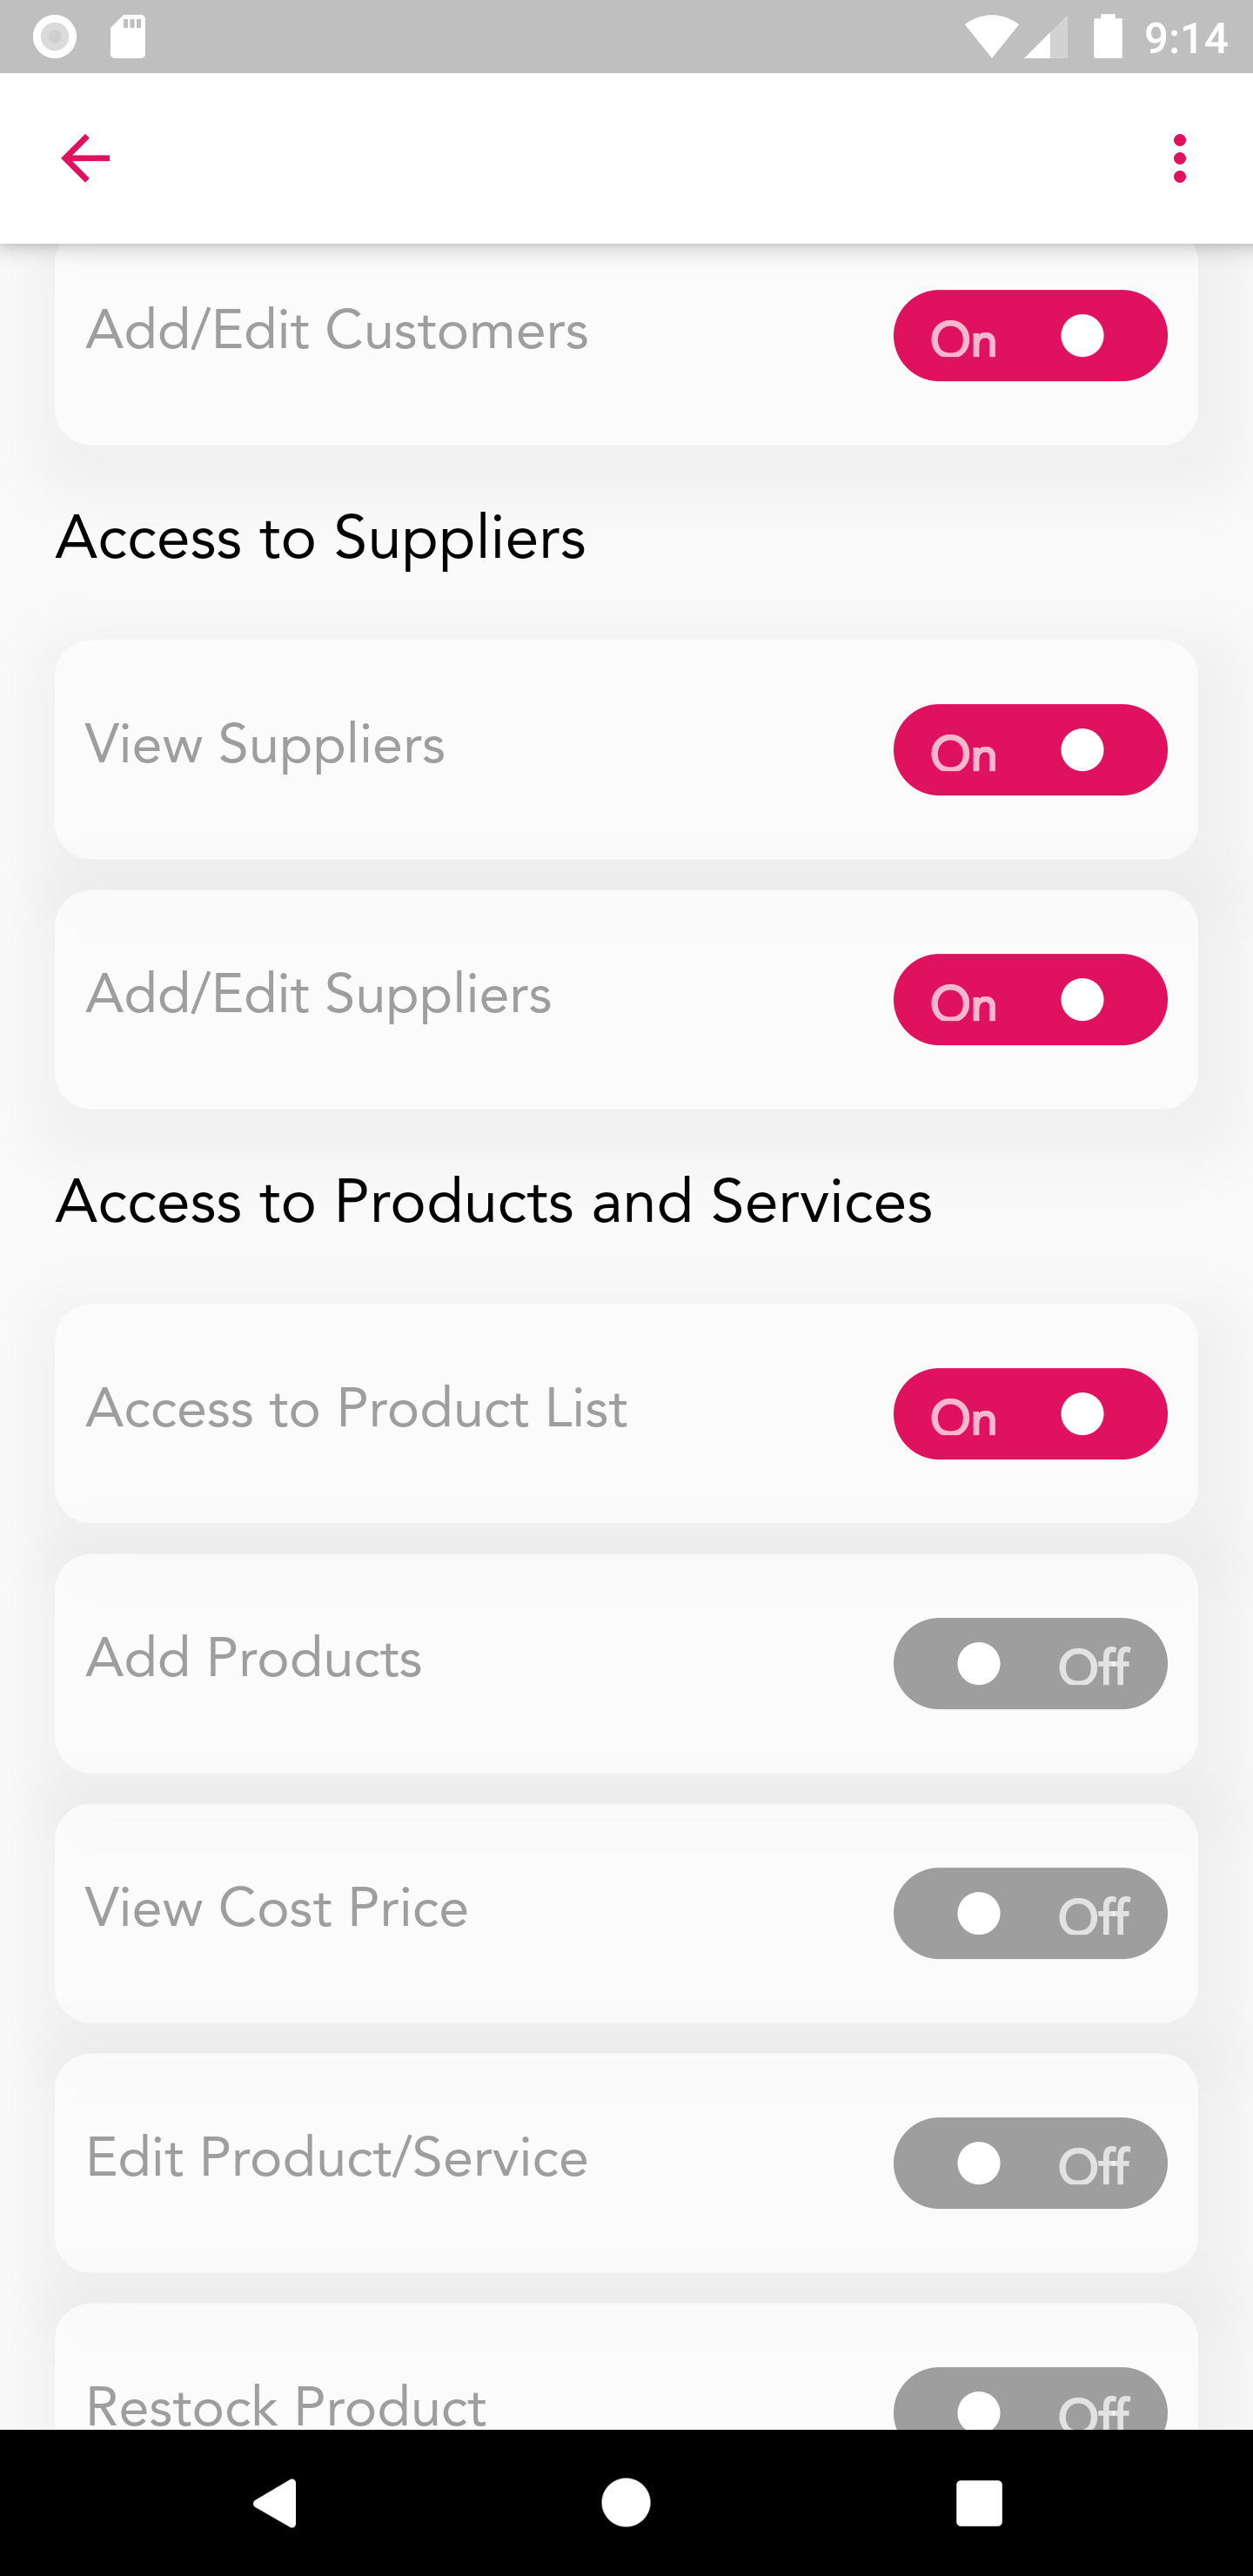 9:14
Add/Edit Customers On
Access to Suppliers
View Suppliers On
Add/Edit Suppliers On
Access to Products and Services
Access to Product List On
Add Products Off
View Cost Price Off
Edit Product/Service Off
Restock Product Off